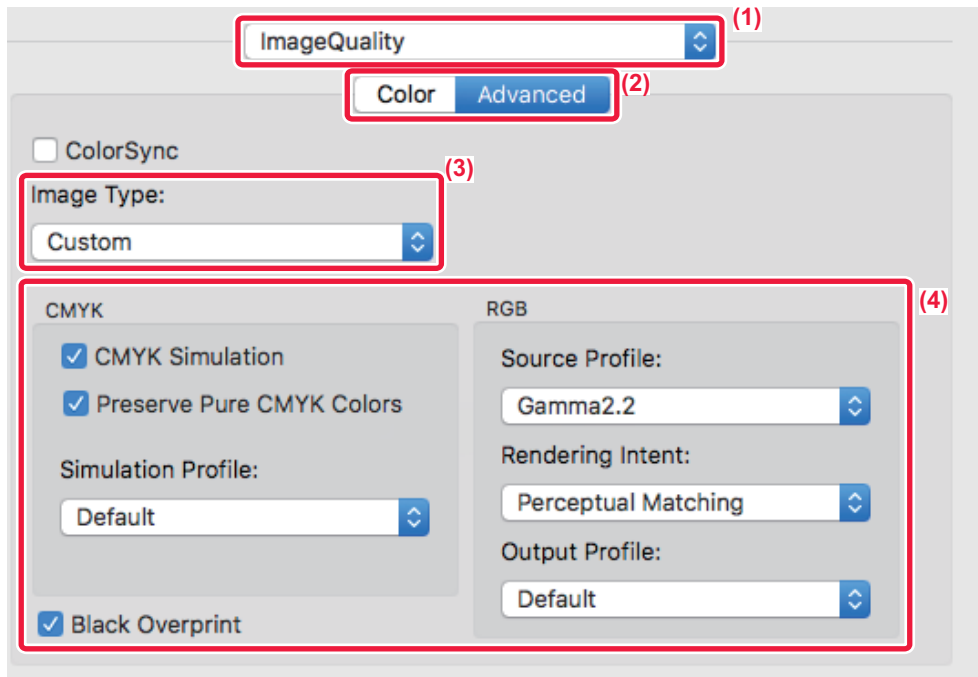 (1)
ImageQuality
(2)
Color Advanced
ColorSync
(3)
Image Type:
Custom
(4)
CMYK
CMYK Simulation
Preserve Pure CMYK Colors
Simulation Profile:
Default
Black Overprint
RGB
Source Profile:
Gamma2.2
Rendering Intent:
Perceptual Matching
Output Profile:
Default